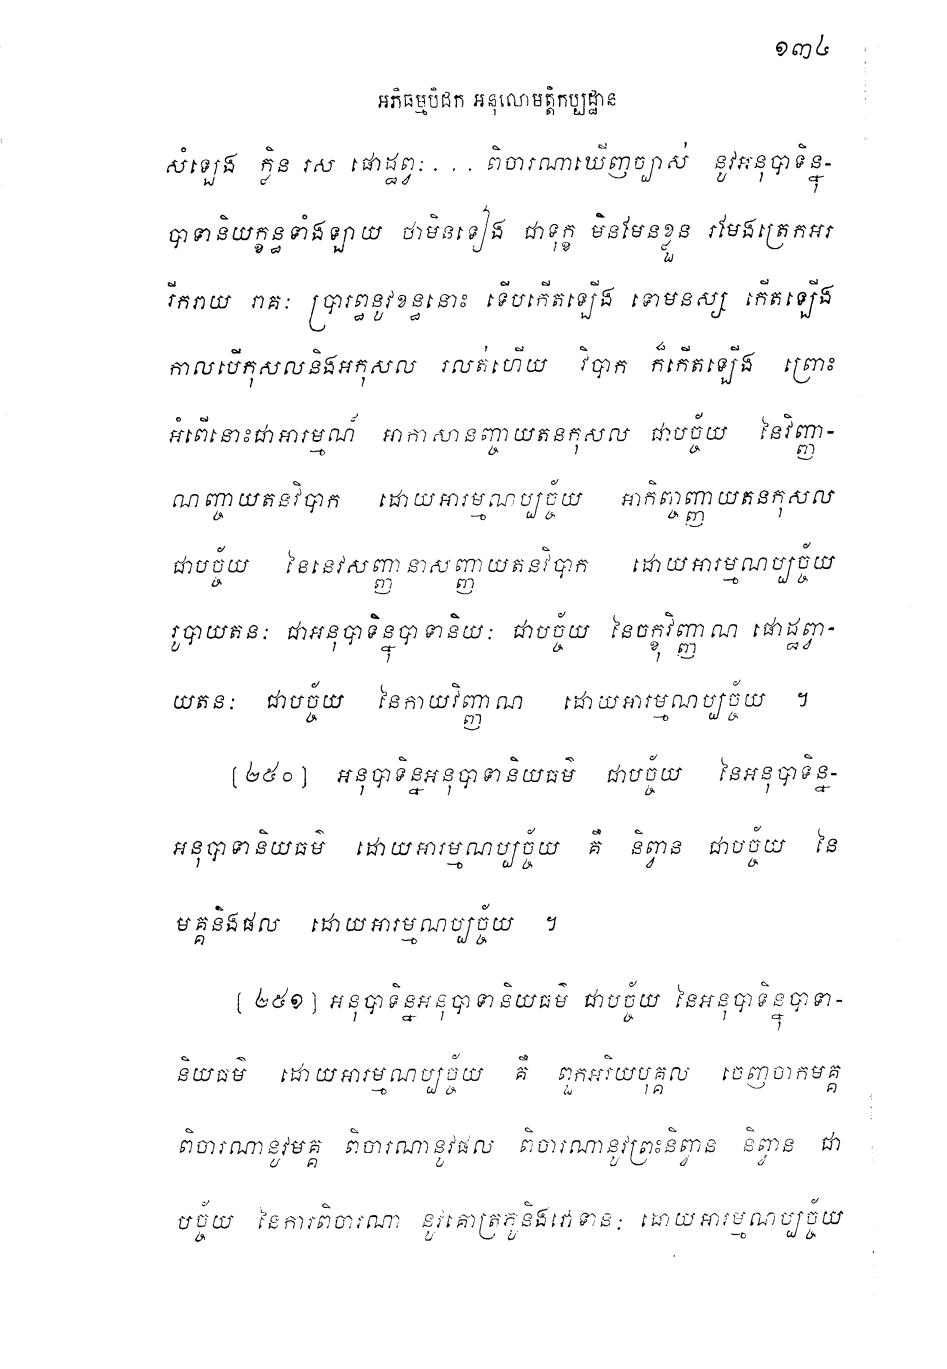 ១៣៤
អភិធម្មបិដក អនុលោមត្តិកប្បដ្ឋាន
សំឡេង ក្លិន រស ផោដ្ឋព្វៈ . . . ពិចារណាឃើញច្បាស់ នូវអនុបាទិន្នុ-
បាទានិយក្ខន្ធទាំងឡាយ ថាមិនទៀង ជាទុក្ខ មិនមែនខ្លួន រមែងត្រេកអរ
រីករាយ រាគៈ ប្រារព្ធនូវខន្ធនោះ ទើបកើតឡើង ទោមនស្ស កើតឡើង
កាលបើកុសលនិងអកុសល រលត់ហើយ វិបាក ក៏កើតឡើង ព្រោះ
អំពើនោះជាអារម្មណ៍ អាកាសានញ្ចាយតនកុសល ជាបច្ច័យ នៃវិញ្ញា-
ណញ្ចាយតនវិបាក ដោយអារម្មណប្បច្ច័យ អាកិញ្ចញ្ញាយតនកុសល
ជាបច្ច័យ នៃនេវសញ្ញានាសញ្ញាយតនវិបាក ដោយអារម្មណប្បច្ច័យ
រូបាយតនៈ ជាអនុបាទិន្នុបាទានិយៈ ជាបច្ច័យ នៃចក្ខុវិញ្ញាណ ផោដ្ឋព្វា-
យតនៈ ជាបច្ច័យ នៃកាយវិញ្ញាណ ដោយអារម្មណប្បច្ច័យ ។
(២៥០) អនុបាទិន្នអនុបាទានិយធម៌ ជាបច្ច័យ នៃអនុបាទិន្ន-
អនុបាទានិយធម៌ ដោយអារម្មណប្បច្ច័យ គឺ និព្វាន ជាបច្ច័យ នៃ
មគ្គនិងផល ដោយអារម្មណប្បច្ច័យ ។
(២៥១) អនុបាទិន្នអនុបាទានិយធម៌ ជាបច្ច័យ នៃអនុបាទិន្នុបាទា-
និយធម៌ ដោយអារម្មណប្បច្ច័យ គឺ ពួកអរិយបុគ្គល ចេញចាកមគ្គ
ពិចារណានូវមគ្គ ពិចារណានូវផល ពិចារណានូវព្រះនិព្វាន និព្វាន ជា
បច្ច័យ នៃការពិចារណា នូវគោត្រភូនិងវោទានៈ ដោយអារម្មណប្បច្ច័យ